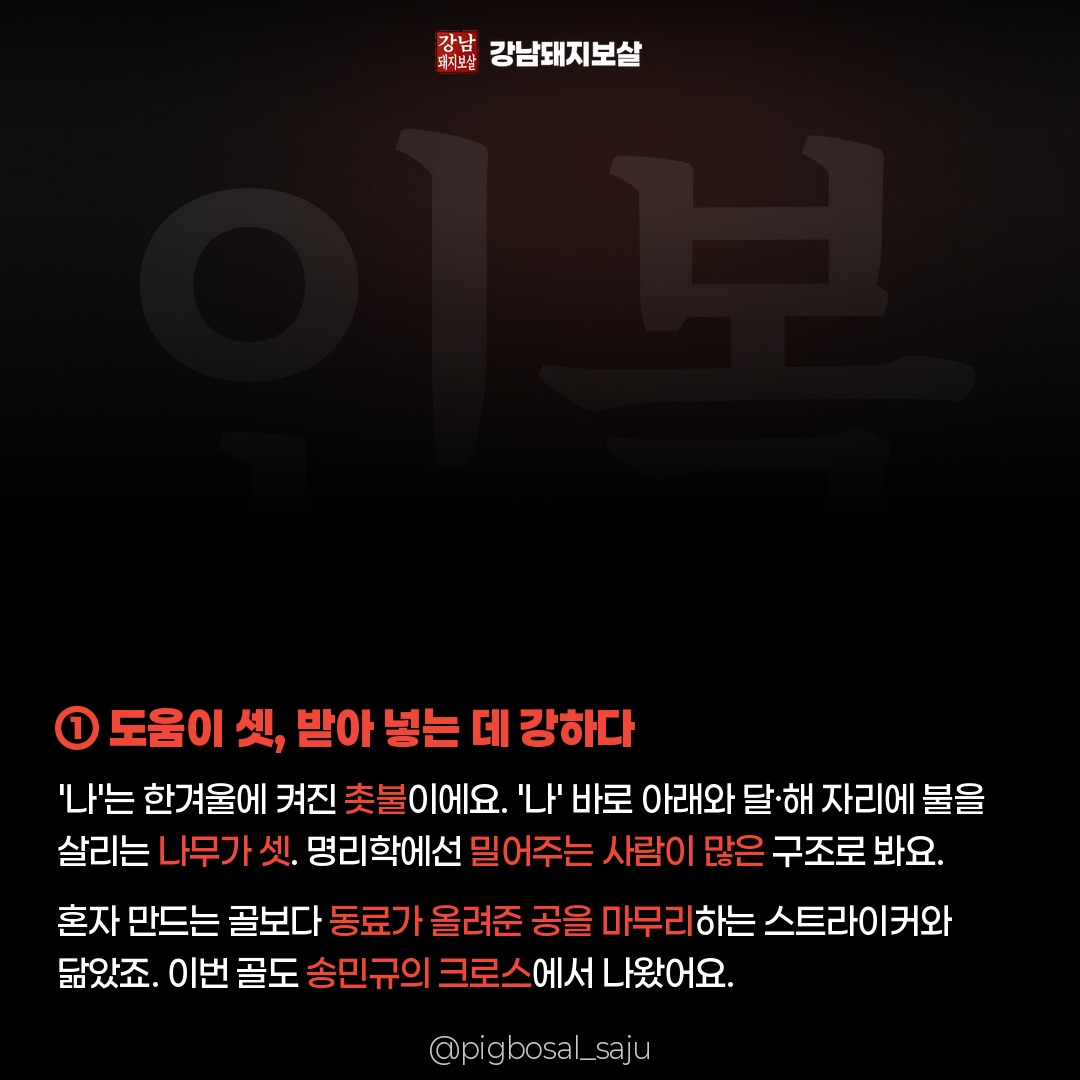 강남
돼지보살
강남돼지보살
인복
① 도움이 셋, 받아 넣는 데 강하다
'나'는 한겨울에 켜진 촛불이에요. '나' 바로 아래와 달·해 자리에 불을
살리는 나무가 셋. 명리학에선 밀어주는 사람이 많은 구조로 봐요.
혼자 만드는 골보다 동료가 올려준 공을 마무리하는 스트라이커와
닮았죠. 이번 골도 송민규의 크로스에서 나왔어요.
@pigbosal_saju